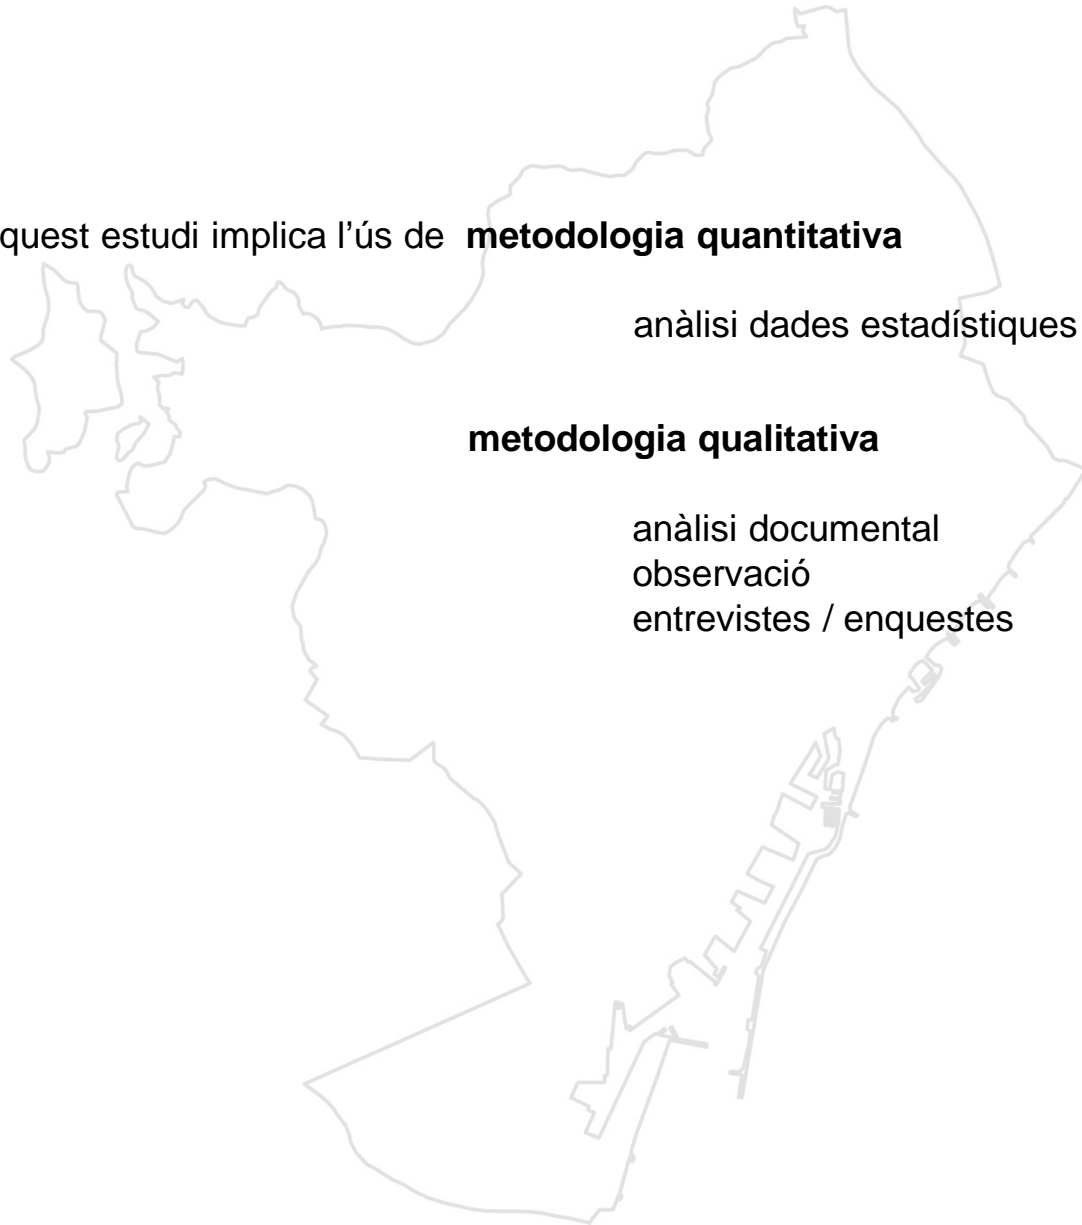 quest estudi implica l’ús de metodologia quantitativa
anàlisi dades estadístiques
metodologia qualitativa
anàlisi documental
observació
entrevistes / enquestes